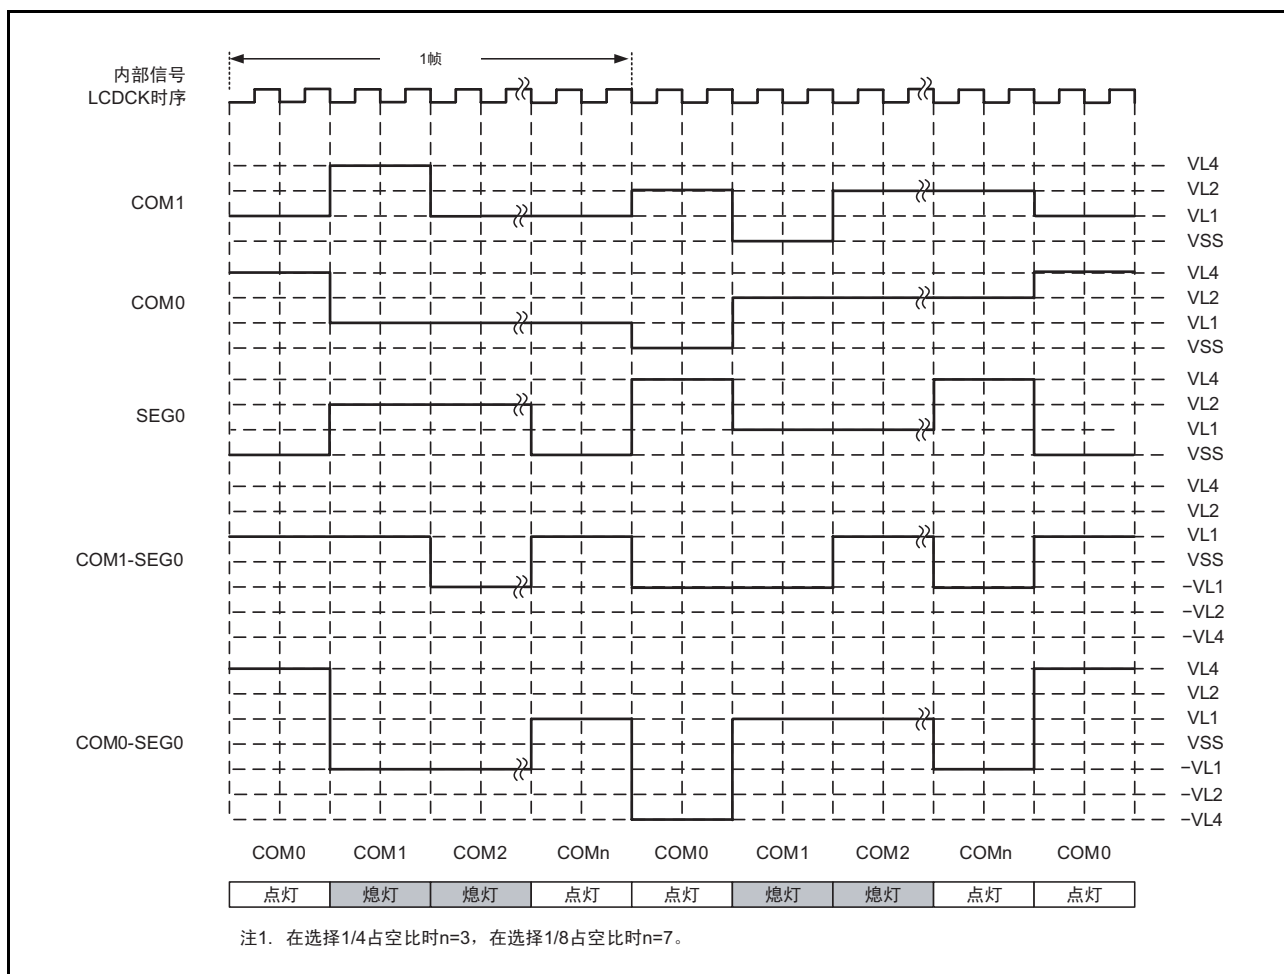 1帧
内部信号
LCDCK时序
COM1
VL4
VL2
VL1
VSS
COM0
VL4
VL2
VL1
VSS
SEG0
VL4
VL2
VL1
VSS
COM1-SEG0
VL4
VL2
VL1
VSS
−VL1
−VL2
−VL4
COM0-SEG0
VL4
VL2
VL1
VSS
−VL1
−VL2
−VL4
COM0 COM1 COM2 COMn COM0 COM1 COM2 COMn COM0
点灯 熄灯 熄灯 点灯 点灯 熄灯 熄灯 点灯 点灯
注1. 在选择1/4占空比时n=3，在选择1/8占空比时n=7。